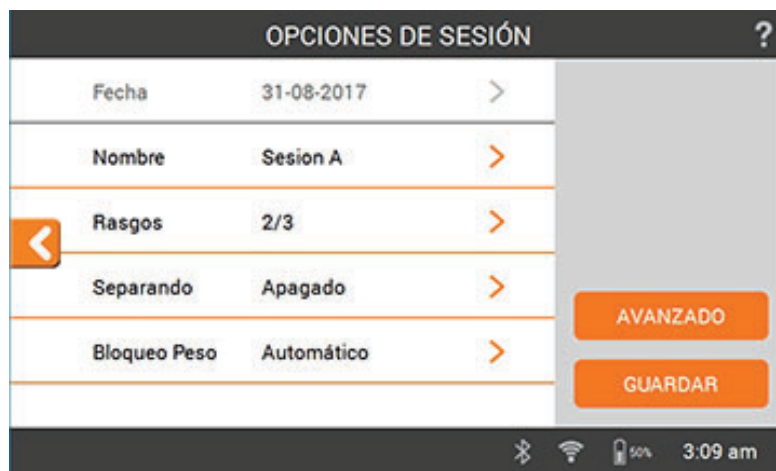 OPCIONES DE SESIÓN ?
Fecha 31-08-2017
Nombre Sesion A
Rasgos 2/3
Separando Apagado
Bloqueo Peso Automático
AVANZADO
GUARDAR
50% 3:09 am